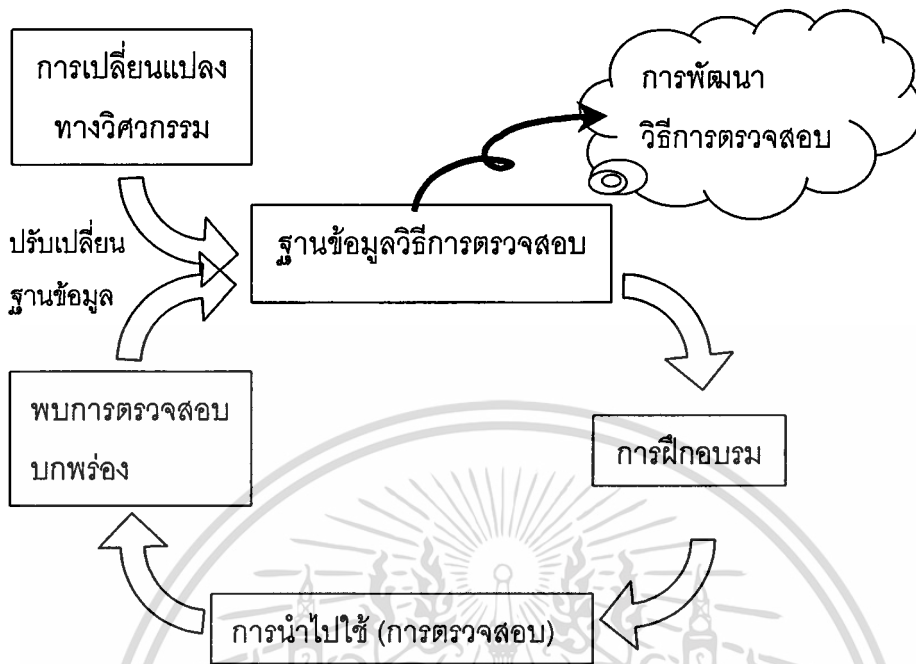 การเปลี่ยนแปลง
ทางวิศวกรรม
การพัฒนา
วิธีการตรวจสอบ
ปรับเปลี่ยน
ฐานข้อมูล
ฐานข้อมูลวิธีการตรวจสอบ
พบการตรวจสอบ
บกพร่อง
การฝึกอบรม
การนำไปใช้ (การตรวจสอบ)